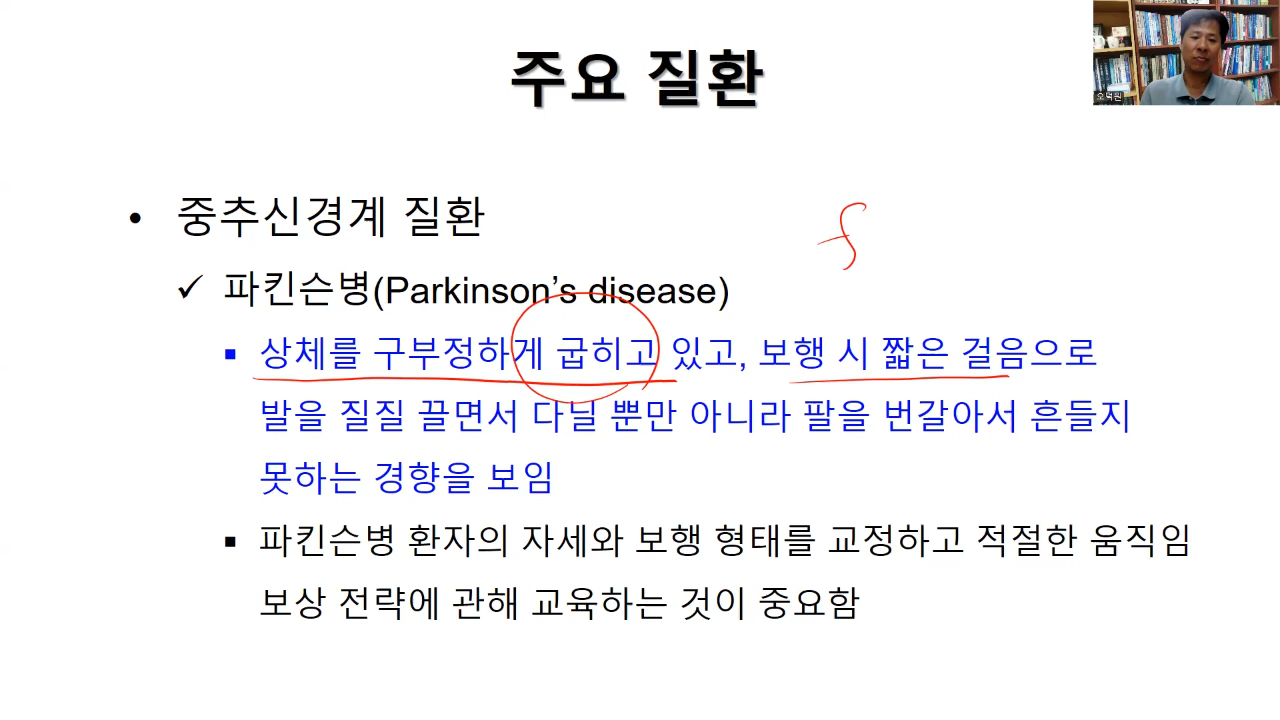 주요 질환
오덕원
• 중추신경계 질환
✓ 파킨슨병(Parkinson's disease)
▪ 상체를 구부정하게 굽히고 있고, 보행 시 짧은 걸음으로
발을 질질 끌면서 다닐 뿐만 아니라 팔을 번갈아서 흔들지
못하는 경향을 보임
▪ 파킨슨병 환자의 자세와 보행 형태를 교정하고 적절한 움직임
보상 전략에 관해 교육하는 것이 중요함